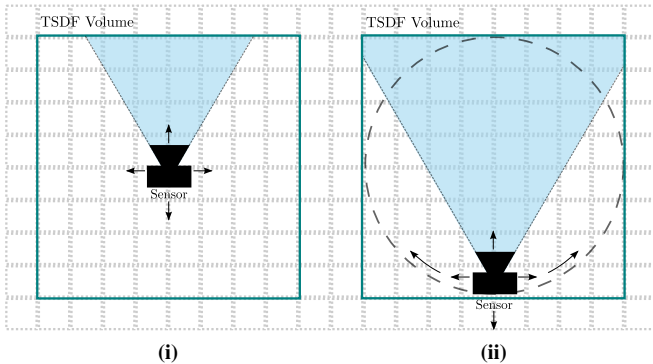 TSDF Volume
TSDF Volume
Sensor
Sensor
(i)
(ii)